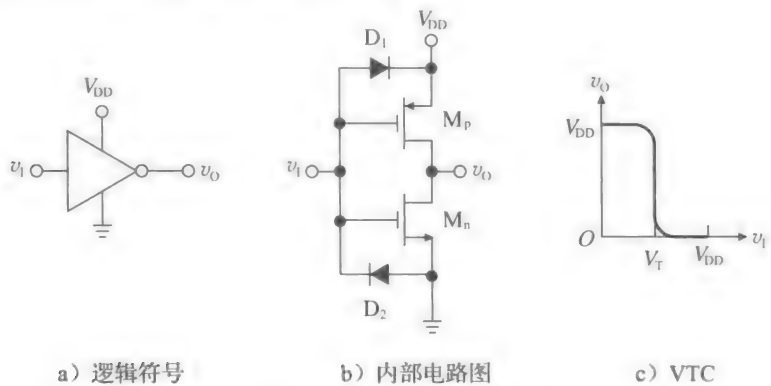 V_DD
v_I
v_O
a）逻辑符号
V_DD
D_1
M_p
v_I
v_O
M_n
D_2
b）内部电路图
v_O
V_DD
O
V_T
V_DD
v_I
c）VTC